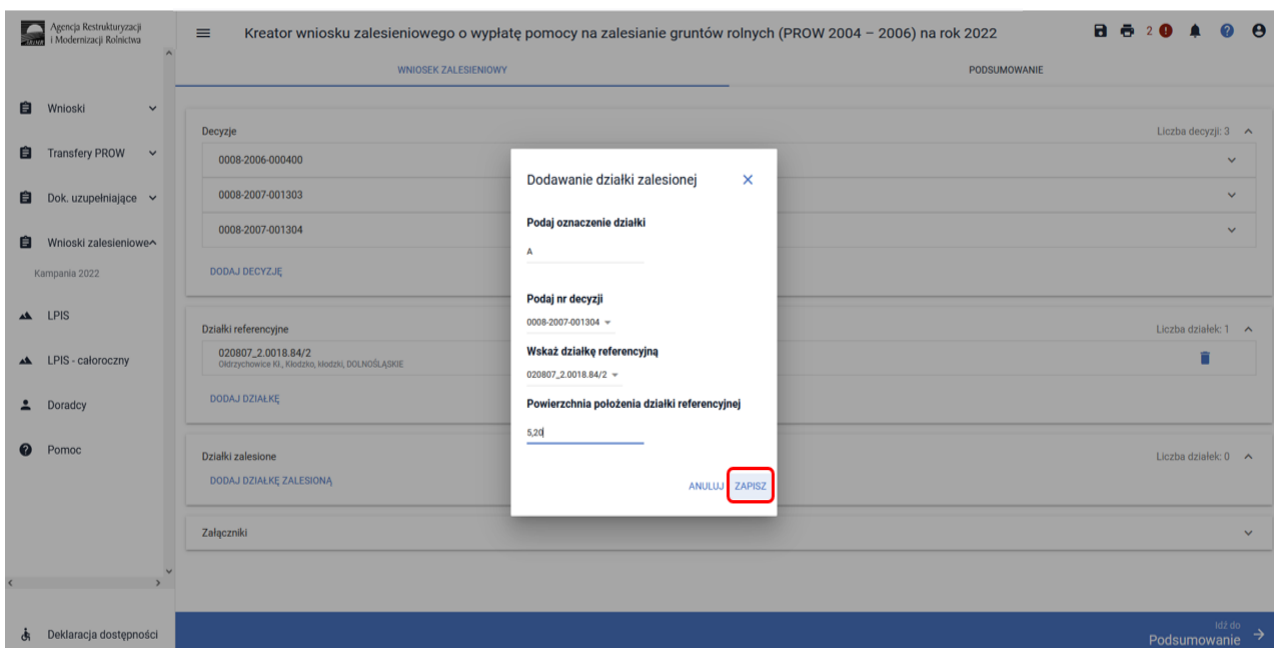 Agencja Restrukturyzacji
i Modernizacji Rolnictwa
Kreator wniosku zalesieniowego o wypłatę pomocy na zalesianie gruntów rolnych (PROW 2004 – 2006) na rok 2022
2
WNIOSEK ZALESIENIOWY
PODSUMOWANIE
Wnioski
Transfery PROW
Dok. uzupełniające
Wnioski zalesieniowe
Kampania 2022
LPIS
LPIS - całoroczny
Doradcy
Pomoc
Deklaracja dostępności
Decyzje
Liczba decyzji: 3
0008-2006-000400
0008-2007-001303
0008-2007-001304
DODAJ DECYZJĘ
Działki referencyjne
Liczba działek: 1
020807_2.0018.84/2
Ołdrzychowice Kł., Kłodzko, kłodzki, DOLNOŚLĄSKIE
DODAJ DZIAŁKĘ
Działki zalesione
Liczba działek: 0
DODAJ DZIAŁKĘ ZALESIONĄ
Załączniki
Dodawanie działki zalesionej
Podaj oznaczenie działki
A
Podaj nr decyzji
0008-2007-001304
Wskaż działkę referencyjną
020807_2.0018.84/2
Powierzchnia położenia działki referencyjnej
5,20
ANULUJ ZAPISZ
Idź do
Podsumowanie